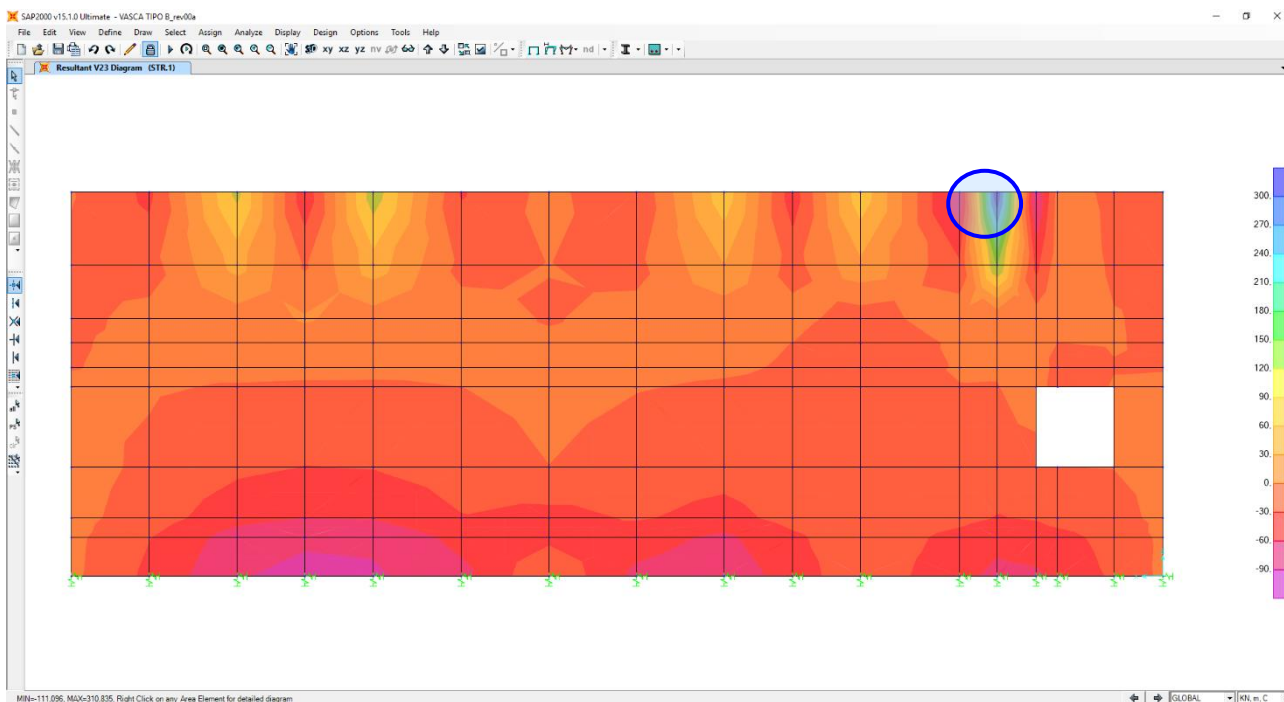 SAP2000 v15.1.0 Ultimate - VASCA TIPO B_rev00a
File Edit View Define Draw Select Assign Analyze Display Design Options Tools Help
xy xz yz nv nd
Resultant V23 Diagram (STR.1)
300.
270.
240.
210.
180.
150.
120.
90.
60.
30.
0.
-30.
-60.
-90.
MIN=-111.096, MAX=310.835, Right Click on any Area Element for detailed diagram
GLOBAL KN, m, C